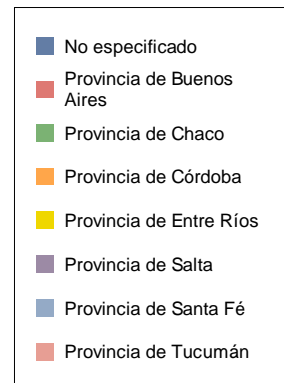 No especificado
Provincia de Buenos
Aires
Provincia de Chaco
Provincia de Córdoba
Provincia de Entre Ríos
Provincia de Salta
Provincia de Santa Fé
Provincia de Tucumán